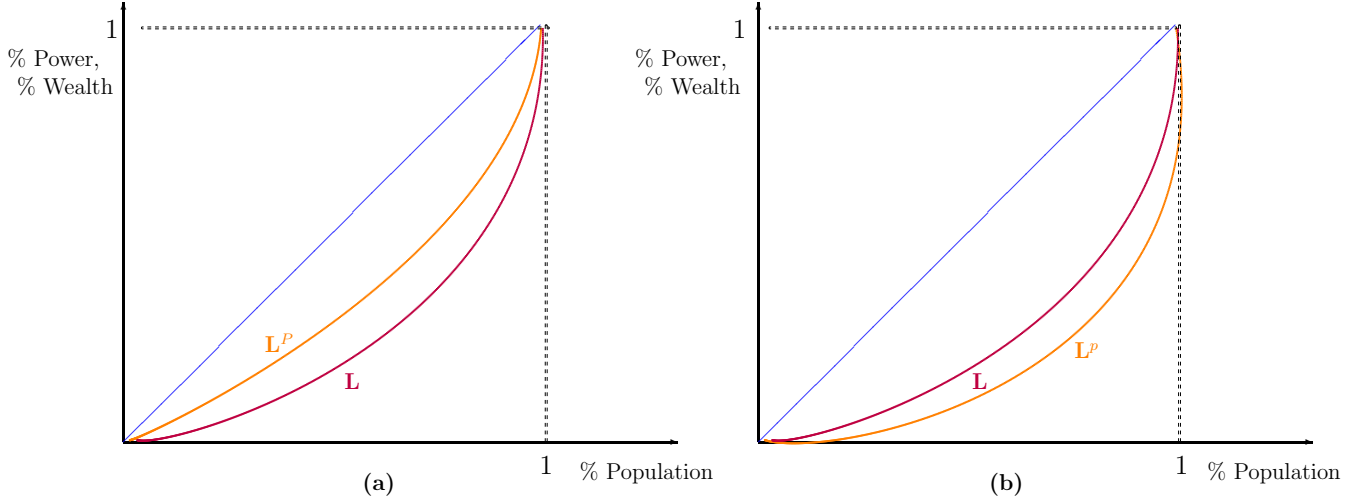 1
% Power,
% Wealth
L^P
L
1
% Population
(a)
1
% Power,
% Wealth
L
L^p
1
% Population
(b)